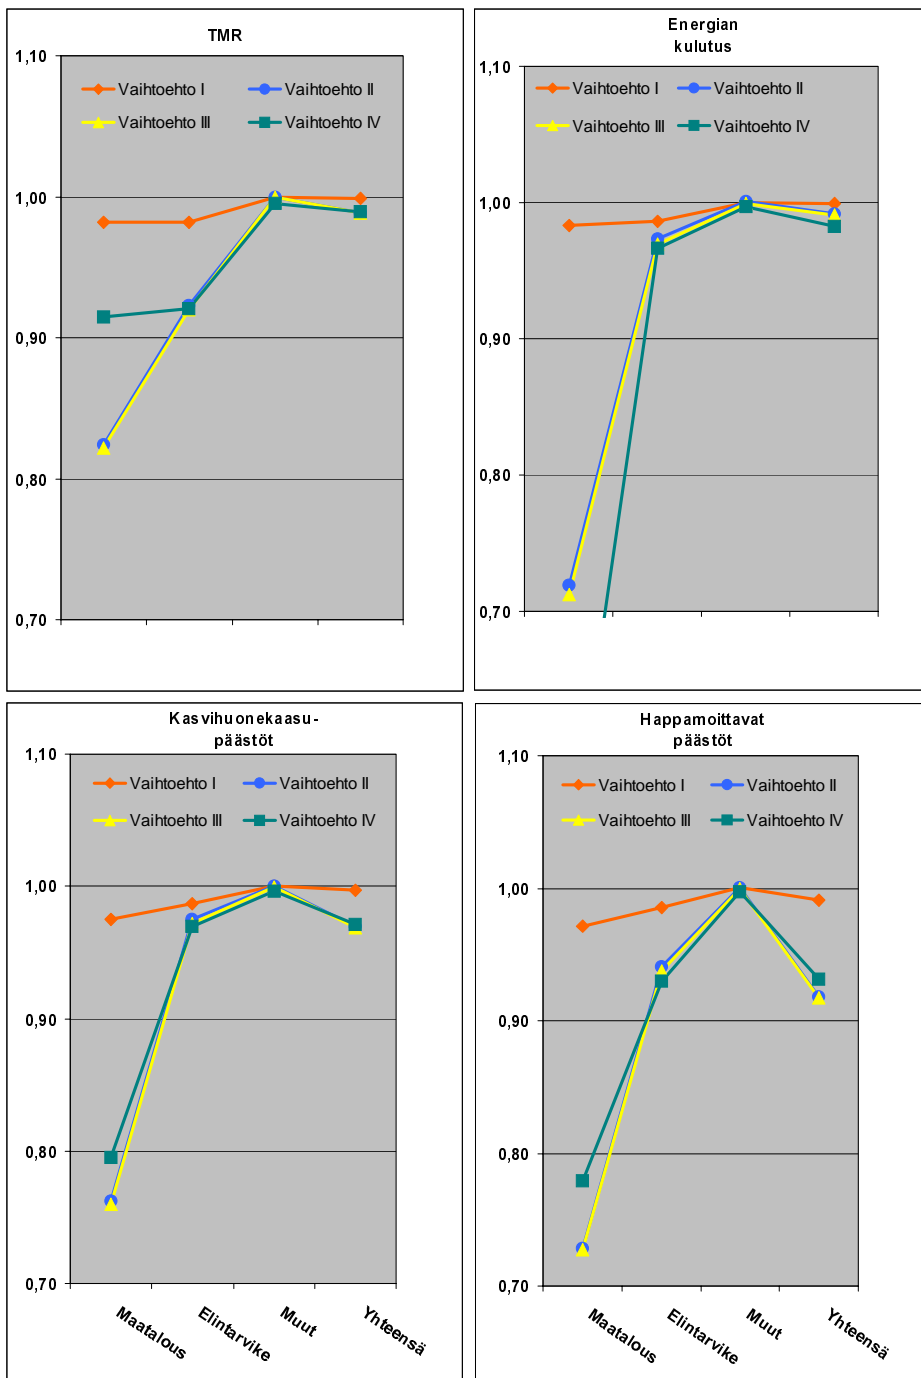 TMR
1,10
Vaihtoehto I
Vaihtoehto II
Vaihtoehto III
Vaihtoehto IV
1,00
0,90
0,80
0,70
Energian
kulutus
1,10
Vaihtoehto I
Vaihtoehto II
Vaihtoehto III
Vaihtoehto IV
1,00
0,90
0,80
0,70
Kasvihuonekaasu-
päästöt
1,10
Vaihtoehto I
Vaihtoehto II
Vaihtoehto III
Vaihtoehto IV
1,00
0,90
0,80
0,70
Maatalous
Elintarvike
Muut
Yhteensä
Happamoittavat
päästöt
1,10
Vaihtoehto I
Vaihtoehto II
Vaihtoehto III
Vaihtoehto IV
1,00
0,90
0,80
0,70
Maatalous
Elintarvike
Muut
Yhteensä